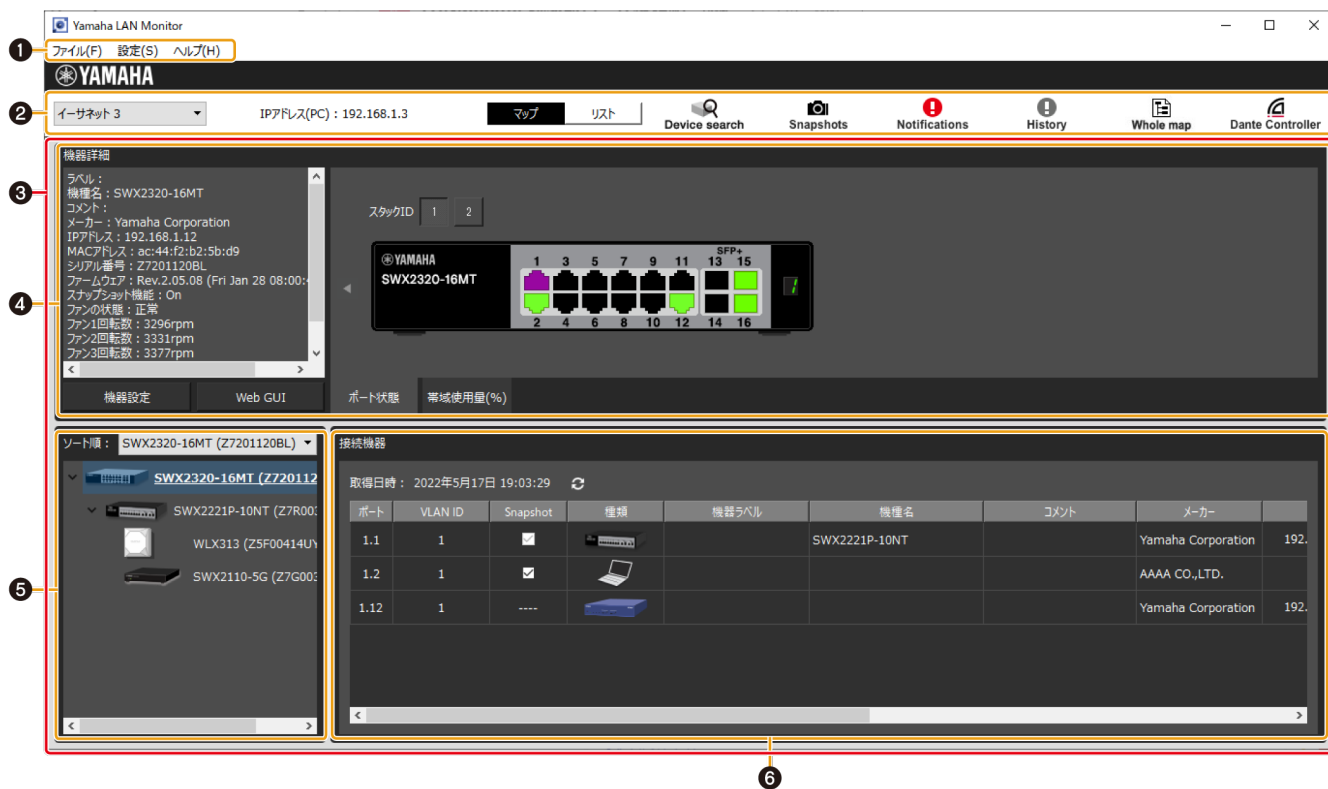 Yamaha LAN Monitor
❶ ファイル(F) 設定(S) ヘルプ(H)
YAMAHA
❷ イーサネット 3 IPアドレス(PC) : 192.168.1.3 マップ リスト Device search Snapshots Notifications History Whole map Dante Controller
❸
機器詳細
ラベル :
機種名 : SWX2320-16MT
コメント :
メーカー : Yamaha Corporation
IPアドレス : 192.168.1.12
MACアドレス : ac:44:f2:b2:5b:d9
シリアル番号 : Z7201120BL
ファームウェア : Rev.2.05.08 (Fri Jan 28 08:00:
スナップショット機能 : On
ファンの状態 : 正常
ファン1回転数 : 3296rpm
ファン2回転数 : 3331rpm
ファン3回転数 : 3377rpm
❹
機器設定 Web GUI
スタックID 1 2
YAMAHA
SWX2320-16MT
SFP+
1 3 5 7 9 11 13 15
2 4 6 8 10 12 14 16
1
ポート状態 帯域使用量(%)
❺
ソート順 : SWX2320-16MT (Z7201120BL)
SWX2320-16MT (Z720112
SWX2221P-10NT (Z7R00
WLX313 (Z5F00414UY
SWX2110-5G (Z7G003
接続機器
取得日時 : 2022年5月17日 19:03:29
ポート VLAN ID Snapshot 種類 機器ラベル 機種名 コメント メーカー
1.1 1 SWX2221P-10NT Yamaha Corporation 192.
1.2 1 AAAA CO.,LTD.
1.12 1 ---- Yamaha Corporation 192.
❻